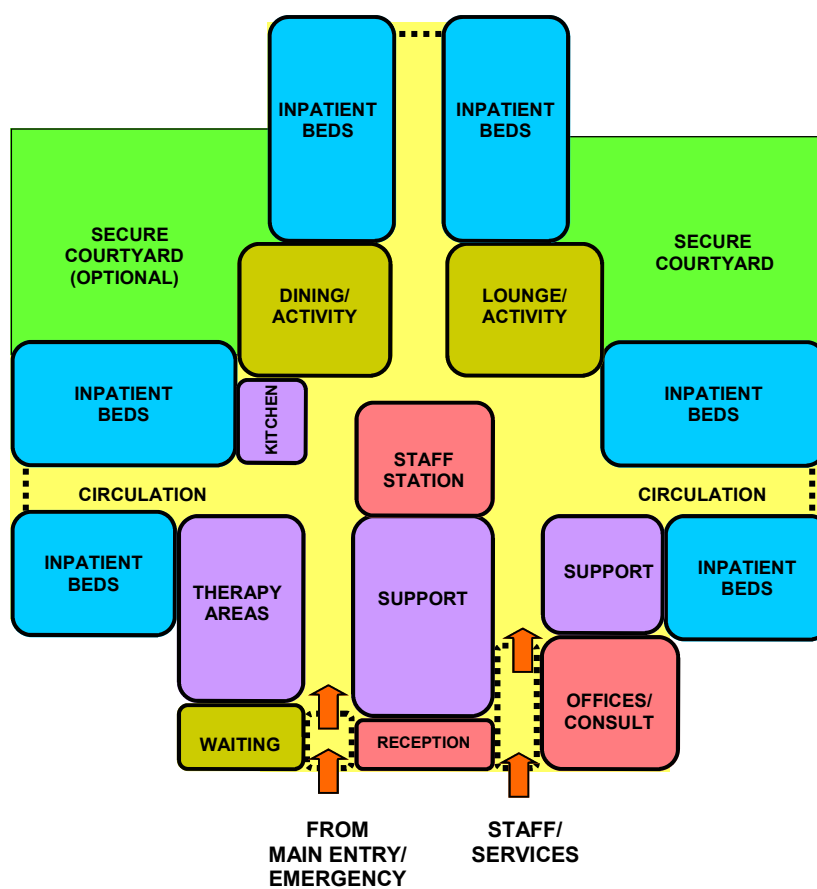 INPATIENT
BEDS
INPATIENT
BEDS
SECURE
COURTYARD
(OPTIONAL)
SECURE
COURTYARD
DINING/
ACTIVITY
LOUNGE/
ACTIVITY
INPATIENT
BEDS
KITCHEN
INPATIENT
BEDS
STAFF
STATION
CIRCULATION
CIRCULATION
INPATIENT
BEDS
THERAPY
AREAS
SUPPORT
SUPPORT
INPATIENT
BEDS
OFFICES/
CONSULT
WAITING
RECEPTION
FROM
MAIN ENTRY/
EMERGENCY
STAFF/
SERVICES